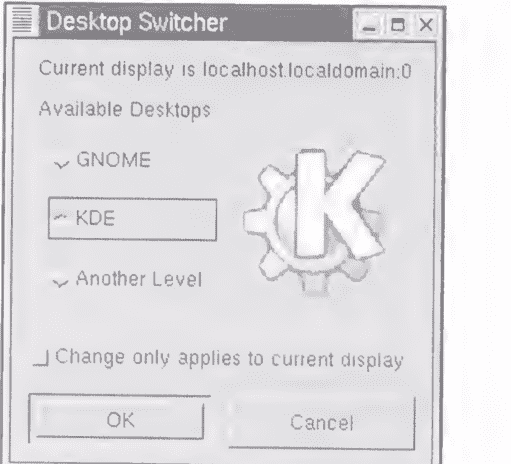 Desktop Switcher
Current display is localhost.localdomain:0
Available Desktops
GNOME
KDE
K
Another Level
Change only applies to current display
OK
Cancel